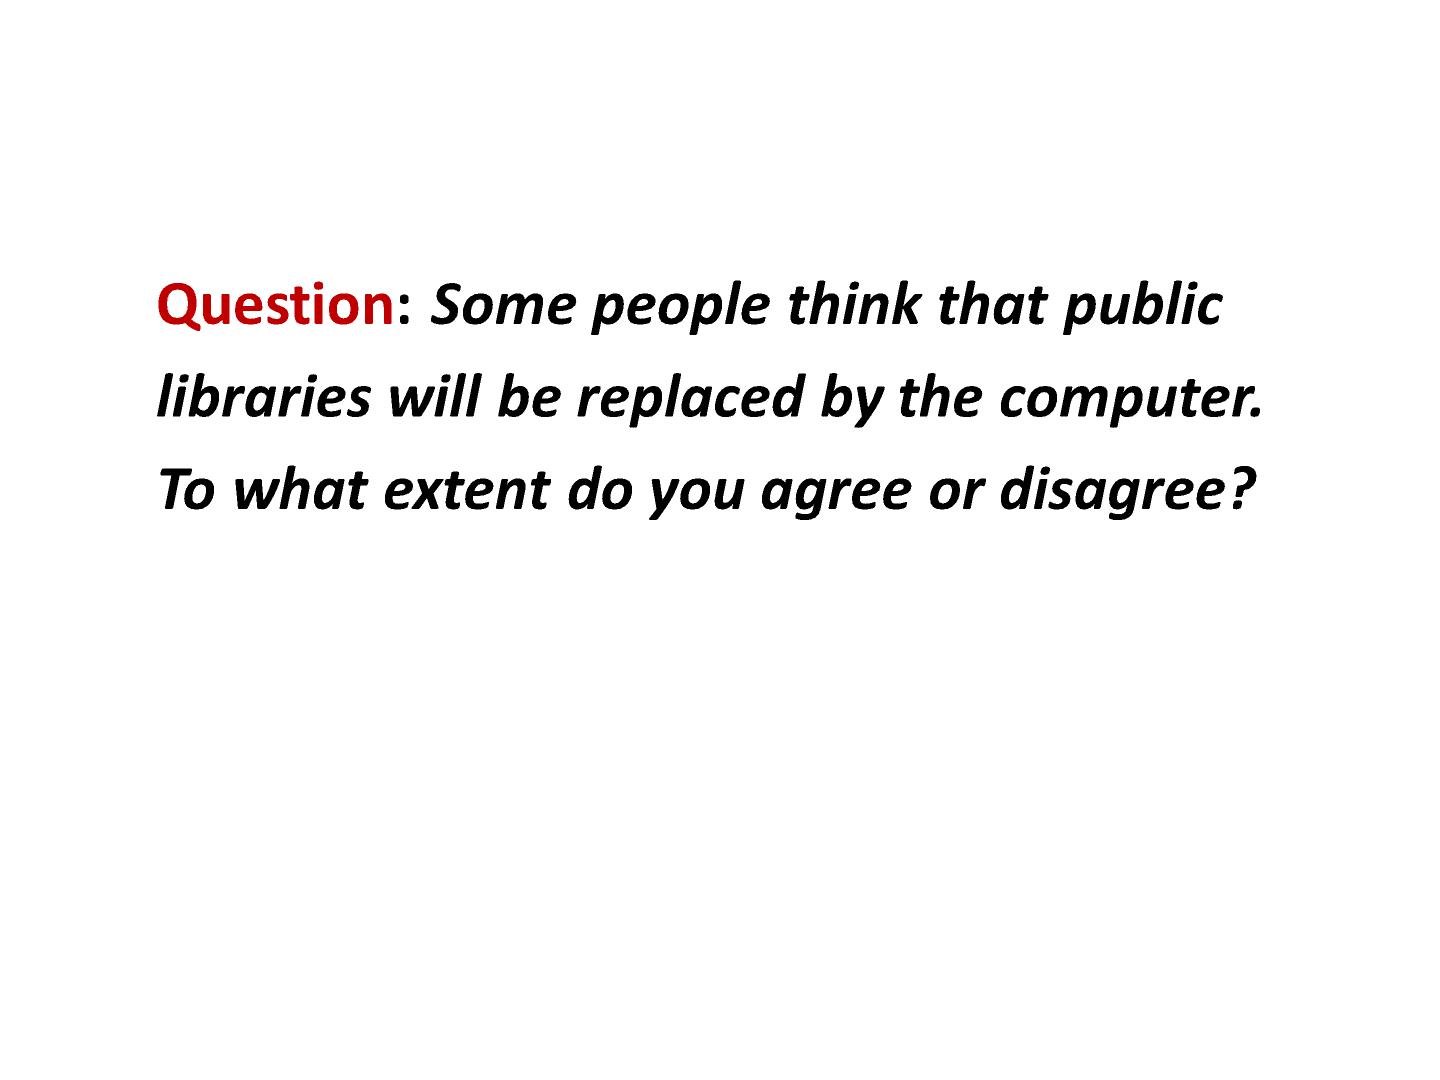 Question: Some people think that public
libraries will be replaced by the computer.
To what extent do you agree or disagree?